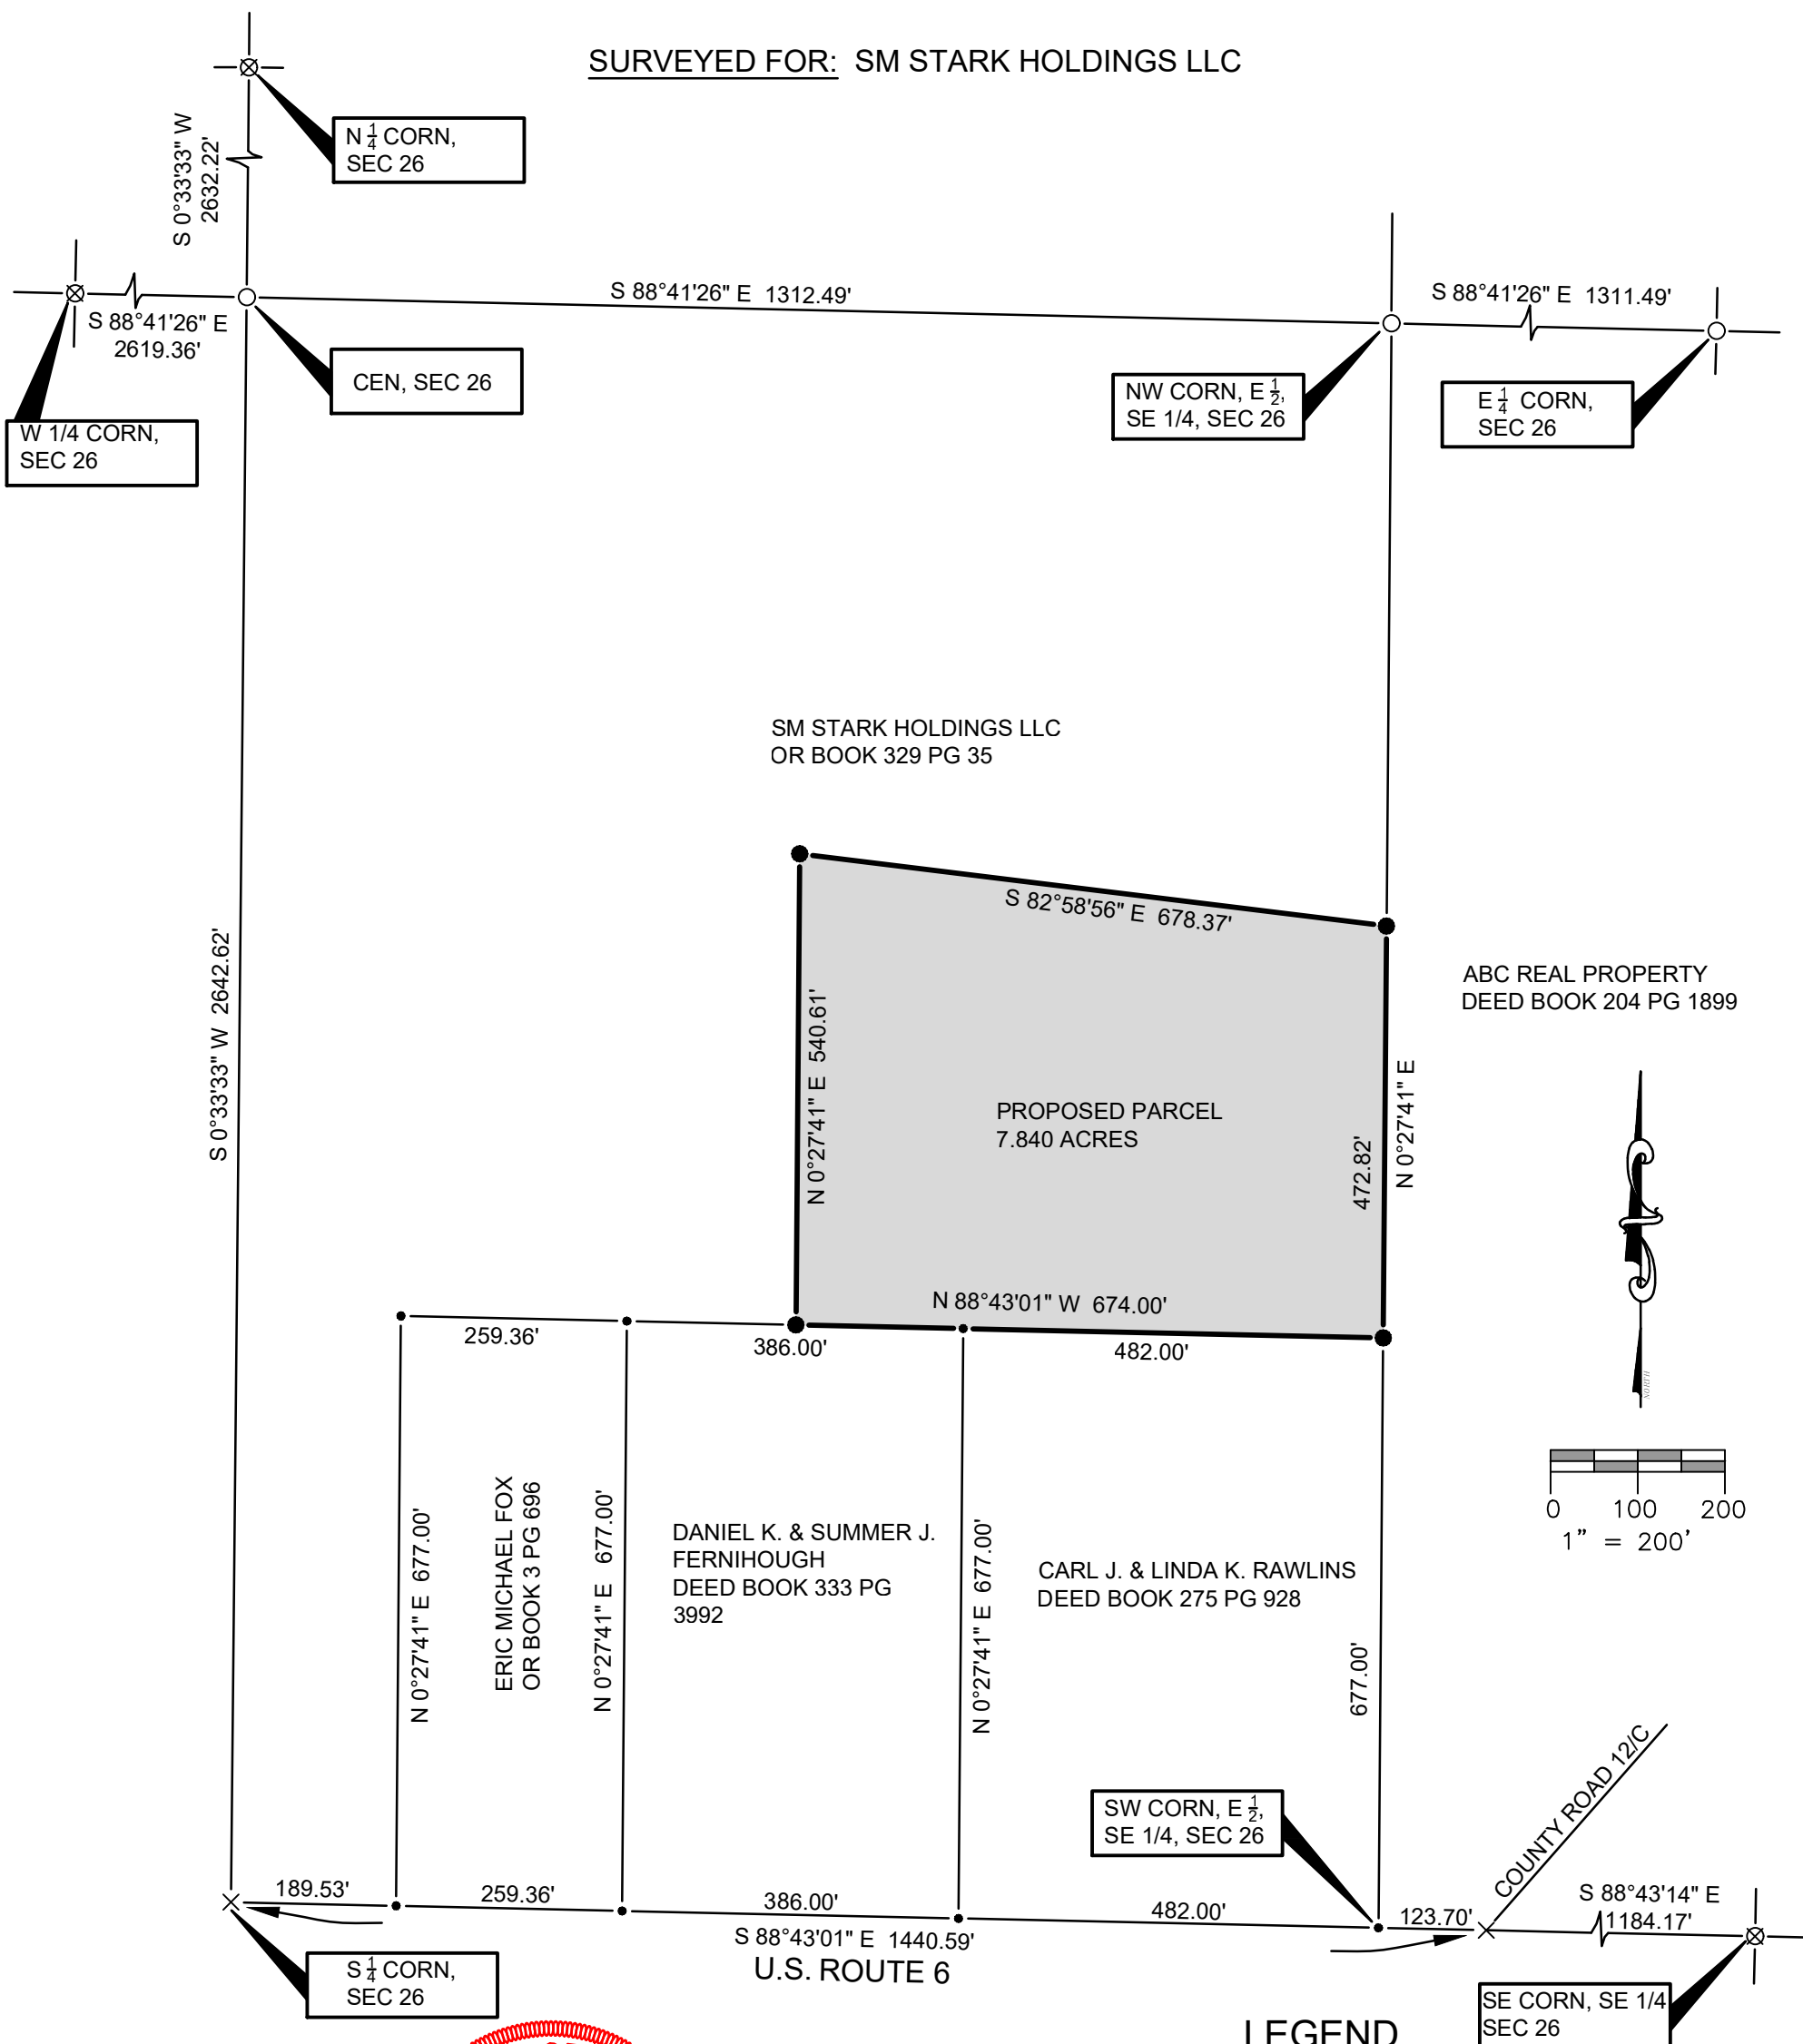 SURVEYED FOR: SM STARK HOLDINGS LLC
N 1/4 CORN,
SEC 26
S 0°33'33" W
2632.22'
S 88°41'26" E
2619.36'
S 88°41'26" E 1312.49'
S 88°41'26" E 1311.49'
CEN, SEC 26
NW CORN, E 1/2,
SE 1/4, SEC 26
E 1/4 CORN,
SEC 26
W 1/4 CORN,
SEC 26
SM STARK HOLDINGS LLC
OR BOOK 329 PG 35
S 82°58'56" E 678.37'
S 0°33'33" W 2642.62'
N 0°27'41" E 540.61'
ABC REAL PROPERTY
DEED BOOK 204 PG 1899
PROPOSED PARCEL
7.840 ACRES
472.82'
N 0°27'41" E
N 88°43'01" W 674.00'
259.36'
386.00'
482.00'
NORTH
0 100 200
1" = 200'
N 0°27'41" E 677.00'
ERIC MICHAEL FOX
OR BOOK 3 PG 696
N 0°27'41" E 677.00'
DANIEL K. & SUMMER J.
FERNIHOUGH
DEED BOOK 333 PG
3992
N 0°27'41" E 677.00'
CARL J. & LINDA K. RAWLINS
DEED BOOK 275 PG 928
677.00'
COUNTY ROAD 12/C
SW CORN, E 1/2,
SE 1/4, SEC 26
189.53'
259.36'
386.00'
482.00'
123.70'
S 88°43'14" E
1184.17'
S 88°43'01" E 1440.59'
U.S. ROUTE 6
S 1/4 CORN,
SEC 26
SE CORN, SE 1/4
SEC 26
LEGEND